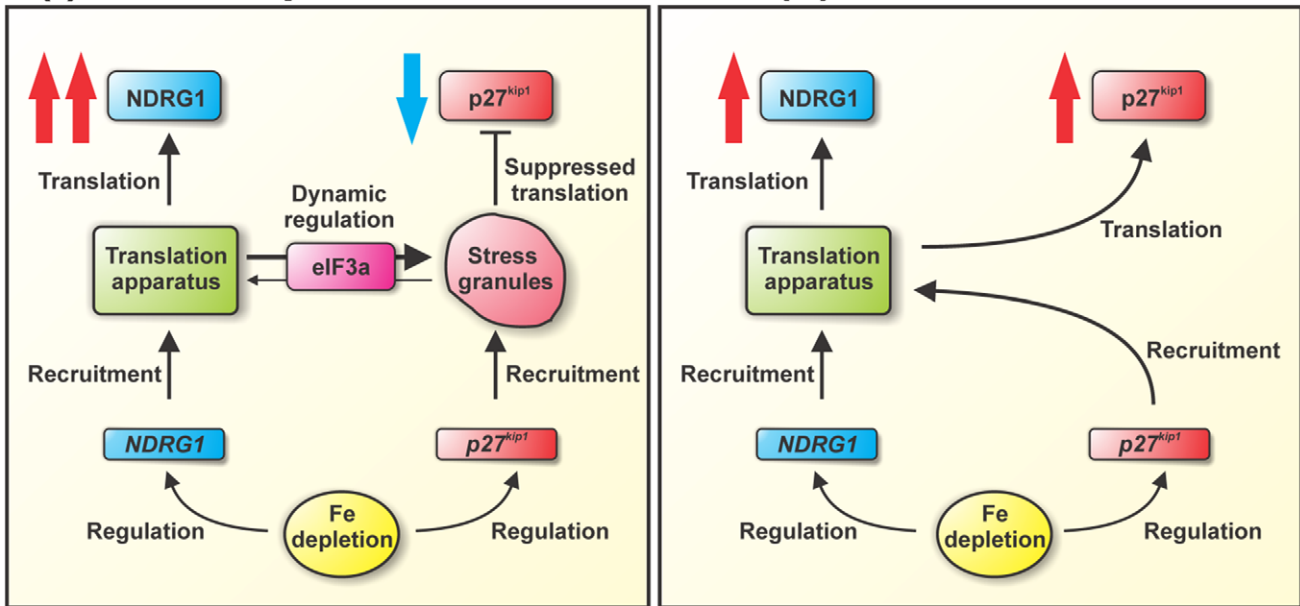 NDRG1
p27kip1
Translation
Suppressed
translation
Dynamic
regulation
Translation
apparatus
eIF3a
Stress
granules
Recruitment
Recruitment
NDRG1
p27kip1
Fe
depletion
Regulation
Regulation
NDRG1
p27kip1
Translation
Translation
Translation
apparatus
Recruitment
Recruitment
NDRG1
p27kip1
Fe
depletion
Regulation
Regulation